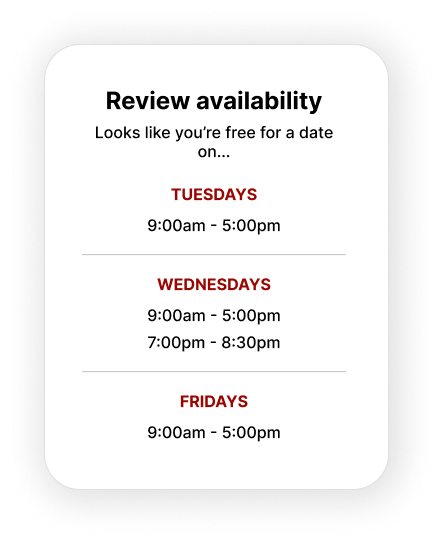 Review availability
Looks like you’re free for a date
on...
TUESDAYS
9:00am - 5:00pm
WEDNESDAYS
9:00am - 5:00pm
7:00pm - 8:30pm
FRIDAYS
9:00am - 5:00pm